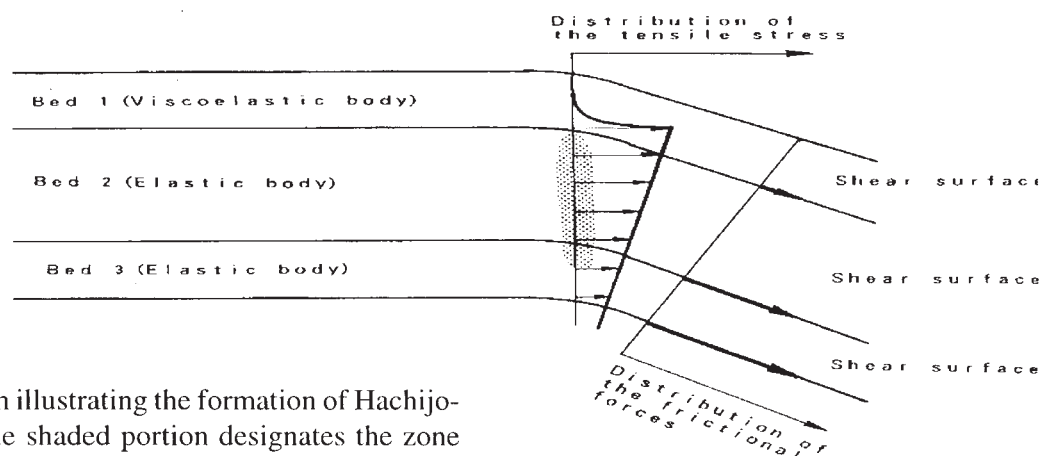 Distribution of
the tensile stress
Bed 1 (Viscoelastic body)
Bed 2 (Elastic body)
Shear surface
Bed 3 (Elastic body)
Shear surface
Shear surface
Distribution of
the frictional
forces
illustrating the formation of Hachijo-
shaded portion designates the zone